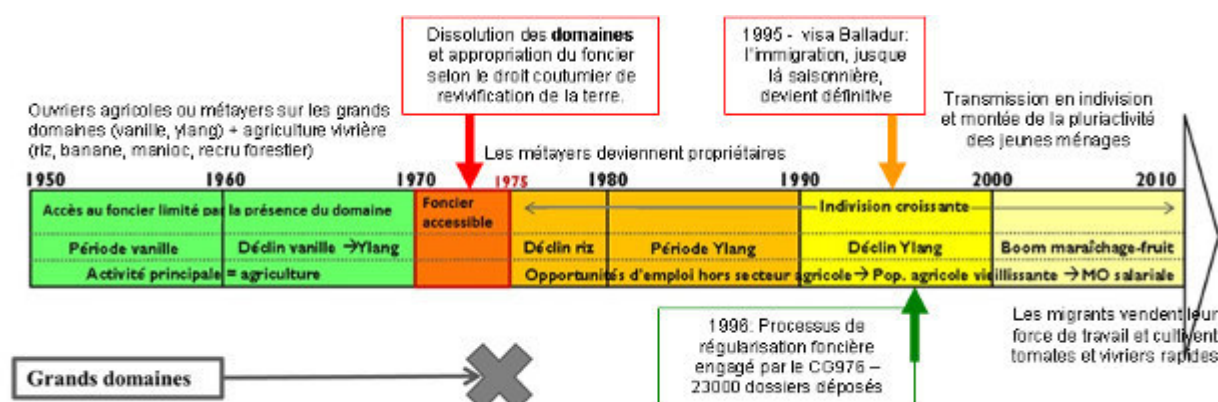 Dissolution des domaines
et appropriation du foncier
selon le droit coutumier de
revivification de la terre.
1995 - visa Balladur:
l'immigration, jusque
là saisonnière,
devient définitive
Ouvriers agricoles ou métayers sur les grands
domaines (vanille, ylang) + agriculture vivrière
(riz, banane, manioc, recru forestier)
Transmission en indivision
et montée de la pluriactivité
des jeunes ménages
Les métayers deviennent propriétaires
1950 1960 1970 1975 1980 1990 2000 2010
Accès au foncier limité par la présence du domaine
Foncier
accessible
Indivision croissante
Période vanille
Déclin vanille →Ylang
Déclin riz
Période Ylang
Déclin Ylang
Boom maraîchage-fruit
Activité principale = agriculture
Opportunités d'emploi hors secteur agricole → Pop. agricole vieillissante → MO salariale
1996: Processus de
régularisation foncière
engagé par le CG976 –
23000 dossiers déposés
Les migrants vendent leur
force de travail et cultivent
tomates et vivriers rapides
Grands domaines